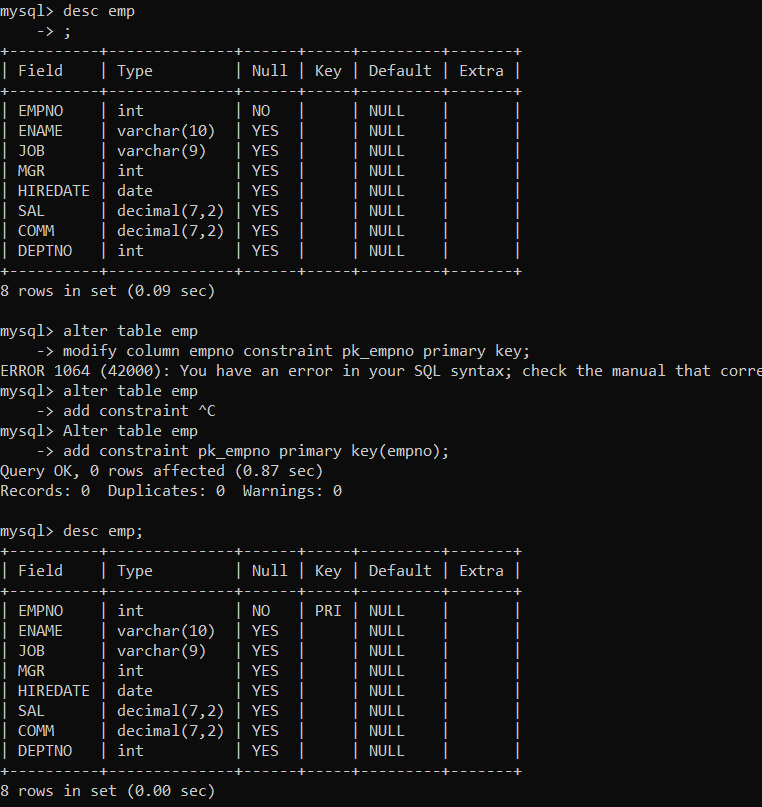 mysql> desc emp
    -> ;
+----------+--------------+------+-----+---------+-------+
| Field    | Type         | Null | Key | Default | Extra |
+----------+--------------+------+-----+---------+-------+
| EMPNO    | int          | NO   |     | NULL    |       |
| ENAME    | varchar(10)  | YES  |     | NULL    |       |
| JOB      | varchar(9)   | YES  |     | NULL    |       |
| MGR      | int          | YES  |     | NULL    |       |
| HIREDATE | date         | YES  |     | NULL    |       |
| SAL      | decimal(7,2) | YES  |     | NULL    |       |
| COMM     | decimal(7,2) | YES  |     | NULL    |       |
| DEPTNO   | int          | YES  |     | NULL    |       |
+----------+--------------+------+-----+---------+-------+
8 rows in set (0.09 sec)

mysql> alter table emp
    -> modify column empno constraint pk_empno primary key;
ERROR 1064 (42000): You have an error in your SQL syntax; check the manual that corre
mysql> alter table emp
    -> add constraint ^C
mysql> Alter table emp
    -> add constraint pk_empno primary key(empno);
Query OK, 0 rows affected (0.87 sec)
Records: 0  Duplicates: 0  Warnings: 0

mysql> desc emp;
+----------+--------------+------+-----+---------+-------+
| Field    | Type         | Null | Key | Default | Extra |
+----------+--------------+------+-----+---------+-------+
| EMPNO    | int          | NO   | PRI | NULL    |       |
| ENAME    | varchar(10)  | YES  |     | NULL    |       |
| JOB      | varchar(9)   | YES  |     | NULL    |       |
| MGR      | int          | YES  |     | NULL    |       |
| HIREDATE | date         | YES  |     | NULL    |       |
| SAL      | decimal(7,2) | YES  |     | NULL    |       |
| COMM     | decimal(7,2) | YES  |     | NULL    |       |
| DEPTNO   | int          | YES  |     | NULL    |       |
+----------+--------------+------+-----+---------+-------+
8 rows in set (0.00 sec)